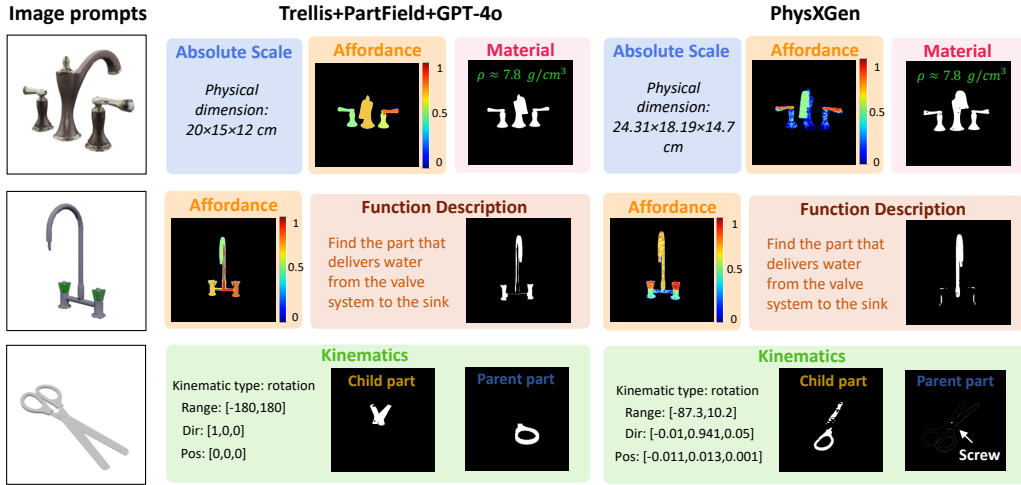 Image prompts
Trellis+PartField+GPT-4o
PhysXGen
Absolute Scale
Physical
dimension:
20×15×12 cm
Affordance
1
0.5
0
Material
ρ ≈ 7.8 g/cm³
Absolute Scale
Physical
dimension:
24.31×18.19×14.7
cm
Affordance
1
0.5
0
Material
ρ ≈ 7.8 g/cm³
Affordance
1
0.5
0
Function Description
Find the part that
delivers water
from the valve
system to the sink
Affordance
1
0.5
0
Function Description
Find the part that
delivers water
from the valve
system to the sink
Kinematics
Kinematic type: rotation
Range: [-180,180]
Dir: [1,0,0]
Pos: [0,0,0]
Child part
Parent part
Kinematics
Kinematic type: rotation
Range: [-87.3,10.2]
Dir: [-0.01,0.941,0.05]
Pos: [-0.011,0.013,0.001]
Child part
Parent part
Screw